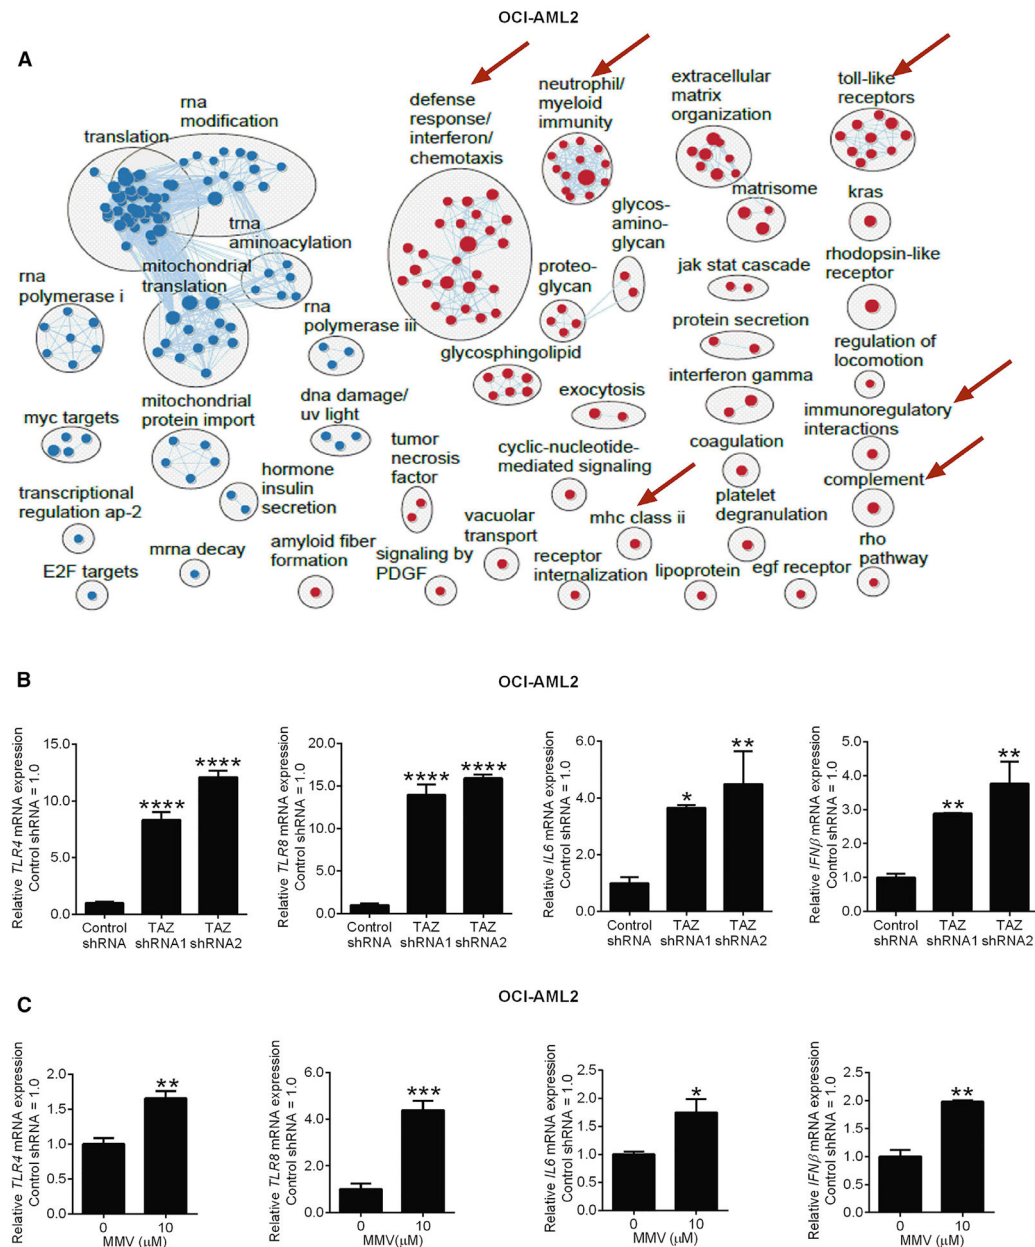 OCI-AML2
A
rna
modification
translation
trna
aminoacylation
mitochondrial
translation
rna
polymerase i
rna
polymerase iii
defense
response/
interferon/
chemotaxis
neutrophil/
myeloid
immunity
extracellular
matrix
organization
toll-like
receptors
matrisome
kras
glycos-
amino-
glycan
proteo-
glycan
jak stat cascade
rhodopsin-like
receptor
protein secretion
regulation of
locomotion
glycosphingolipid
interferon gamma
exocytosis
immunoregulatory
interactions
myc targets
mitochondrial
protein import
dna damage/
uv light
tumor
necrosis
factor
cyclic-nucleotide-
mediated signaling
coagulation
complement
hormone
insulin
secretion
transcriptional
regulation ap-2
vacuolar
transport
mhc class ii
platelet
degranulation
rho
pathway
mrna decay
amyloid fiber
formation
signaling by
PDGF
receptor
internalization
lipoprotein
egf receptor
E2F targets
B
OCI-AML2
Relative TLR4 mRNA expression
Control shRNA = 1.0
15.0
10.0
5.0
0.0
****
****
Control
shRNA
TAZ
shRNA1
TAZ
shRNA2
Relative TLR8 mRNA expression
Control shRNA = 1.0
20.0
15.0
10.0
5.0
0.0
****
****
Control
shRNA
TAZ
shRNA1
TAZ
shRNA2
Relative IL6 mRNA expression
Control shRNA = 1.0
6.0
4.0
2.0
0.0
*
**
Control
shRNA
TAZ
shRNA1
TAZ
shRNA2
Relative IFNβ mRNA expression
Control shRNA = 1.0
5.0
4.0
3.0
2.0
1.0
0.0
**
**
Control
shRNA
TAZ
shRNA1
TAZ
shRNA2
C
OCI-AML2
Relative TLR4 mRNA expression
Control shRNA = 1.0
2.0
1.5
1.0
0.5
0.0
**
0
10
MMV (µM)
Relative TLR8 mRNA expression
Control shRNA = 1.0
6.0
4.0
2.0
0.0
***
0
10
MMV(µM)
Relative IL6 mRNA expression
Control shRNA = 1.0
2.5
2.0
1.5
1.0
0.5
0.0
*
0
10
MMV(µM)
Relative IFNβ mRNA expression
Control shRNA = 1.0
2.5
2.0
1.5
1.0
0.5
0.0
**
0
10
MMV (µM)